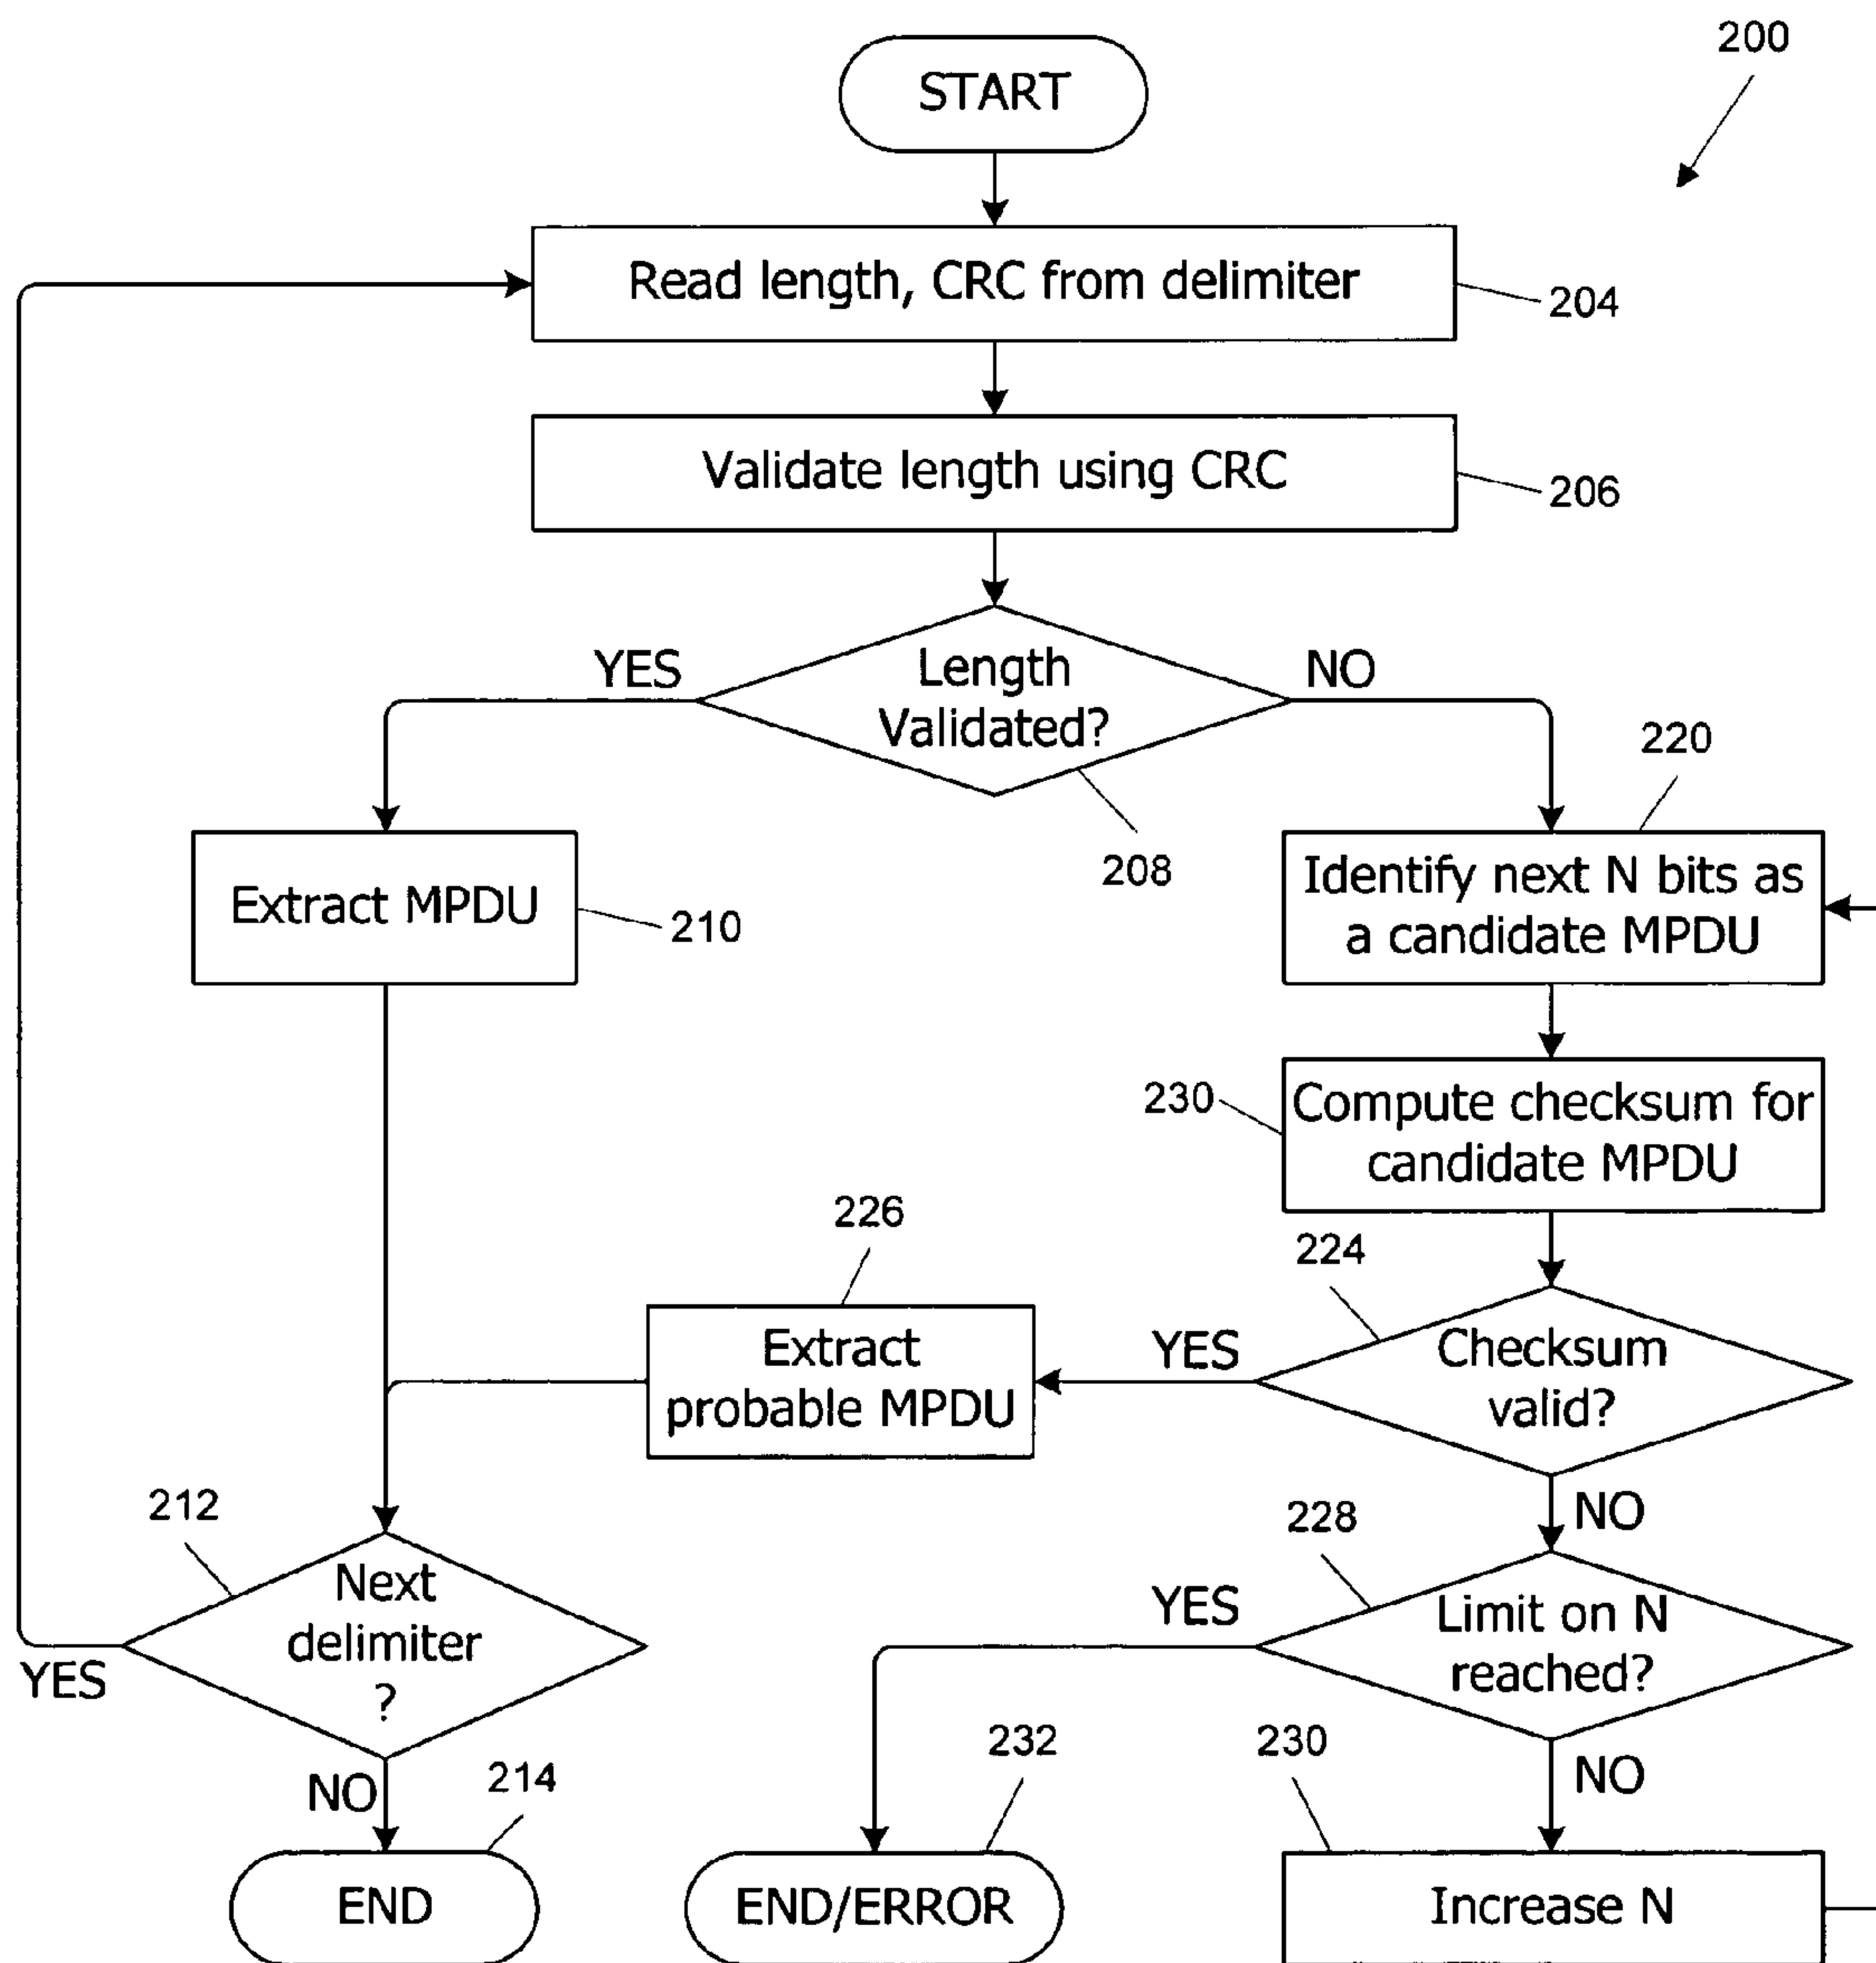 200
START
Read length, CRC from delimiter
204
Validate length using CRC
206
Length
Validated?
YES
NO
208
220
Extract MPDU
210
Identify next N bits as
a candidate MPDU
230
Compute checksum for
candidate MPDU
226
224
Extract
probable MPDU
YES
Checksum
valid?
NO
212
Next
delimiter
?
YES
228
YES
Limit on N
reached?
NO
NO
214
END
232
END/ERROR
230
Increase N